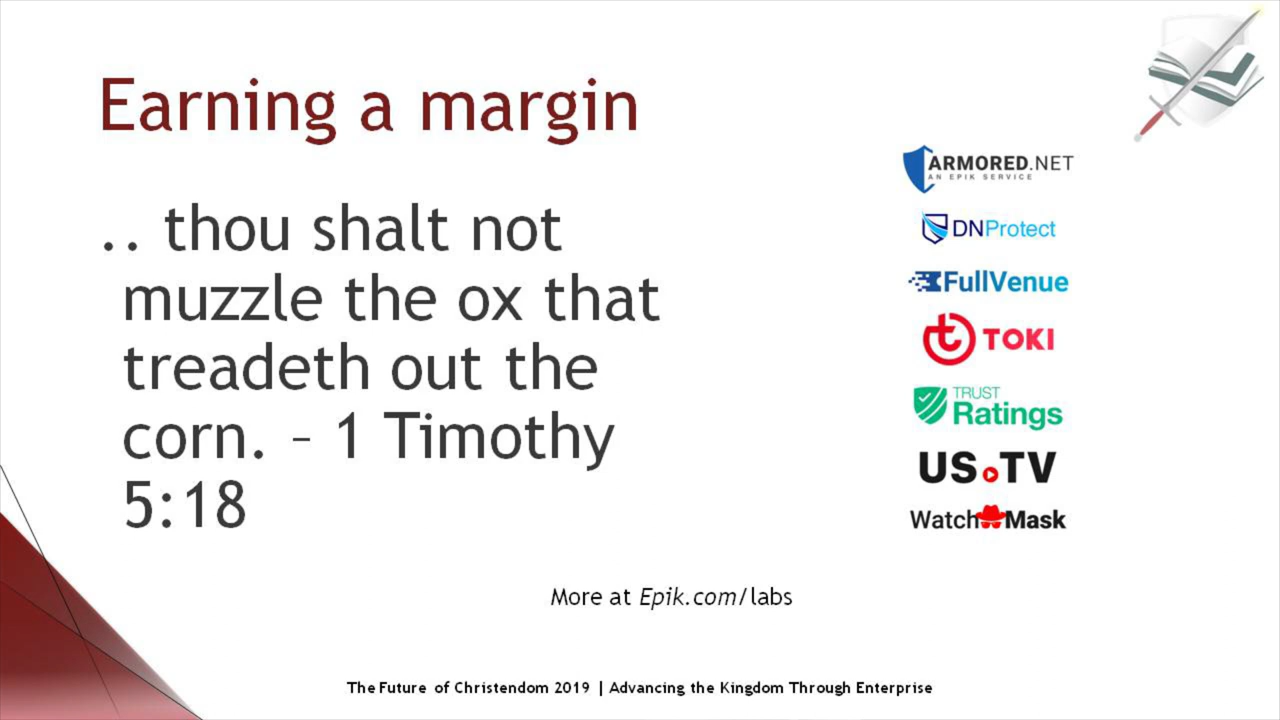 Earning a margin
.. thou shalt not
muzzle the ox that
treadeth out the
corn. – 1 Timothy
5:18
ARMORED.NET
AN EPIK SERVICE
DNProtect
FullVenue
TOKI
TRUST
Ratings
US TV
WatchMask
More at Epik.com/labs
The Future of Christendom 2019 | Advancing the Kingdom Through Enterprise